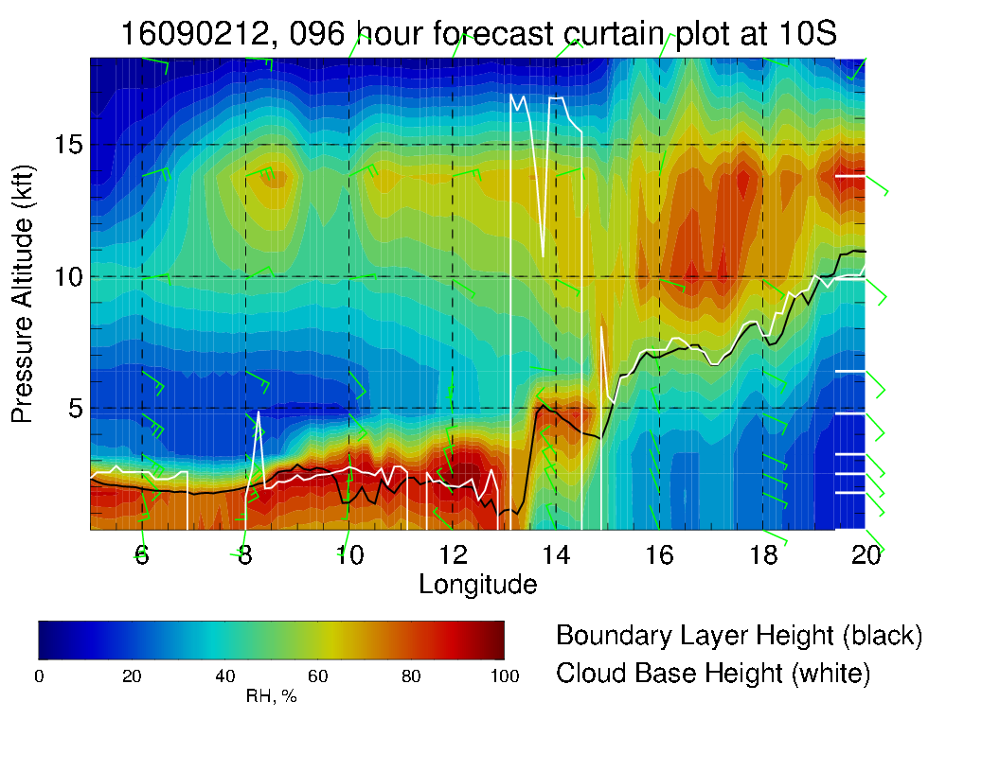 16090212, 096 hour forecast curtain plot at 10S
Pressure Altitude (kft)
15
10
5
6 8 10 12 14 16 18 20
Longitude
0 20 40 60 80 100
RH, %
Boundary Layer Height (black)
Cloud Base Height (white)